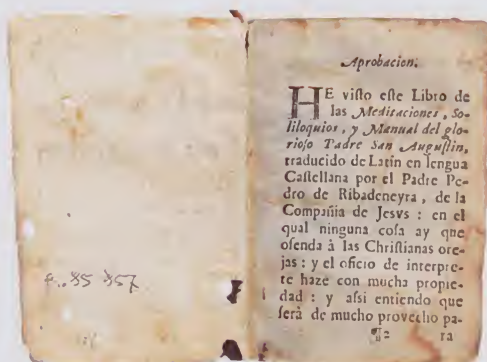 Aprobacion.
HE visto este Libro de
las Meditaciones, So-
liloquios, y Manual del glo-
rioso Padre San Augustin,
traducido de Latin en lengua
Castellana por el Padre Pe-
dro de Ribadeneyra, de la
Compañia de Jesvs: en el
qual ninguna cosa ay que
ofenda à las Christianas ore-
jas: y el oficio de interpre-
te haze con mucha propie-
dad: y assi entiendo que
serà de mucho provecho pa-
¶2 ra